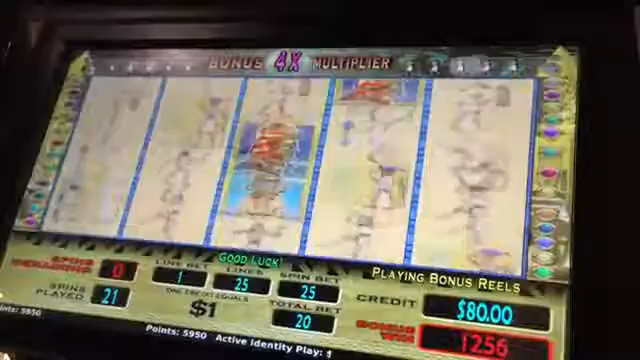 BONUS 4X MULTIPLIER
GOOD LUCK!
PLAYING BONUS REELS
SPINS REMAINING 0
LINE BET 1
LINES 25
SPIN BET 25
CREDIT $80.00
SPINS PLAYED 21
ONE CREDIT EQUALS $1
TOTAL BET 20
BONUS WIN 1256
nts: 5950
Points: 5950 Active Identity Play: